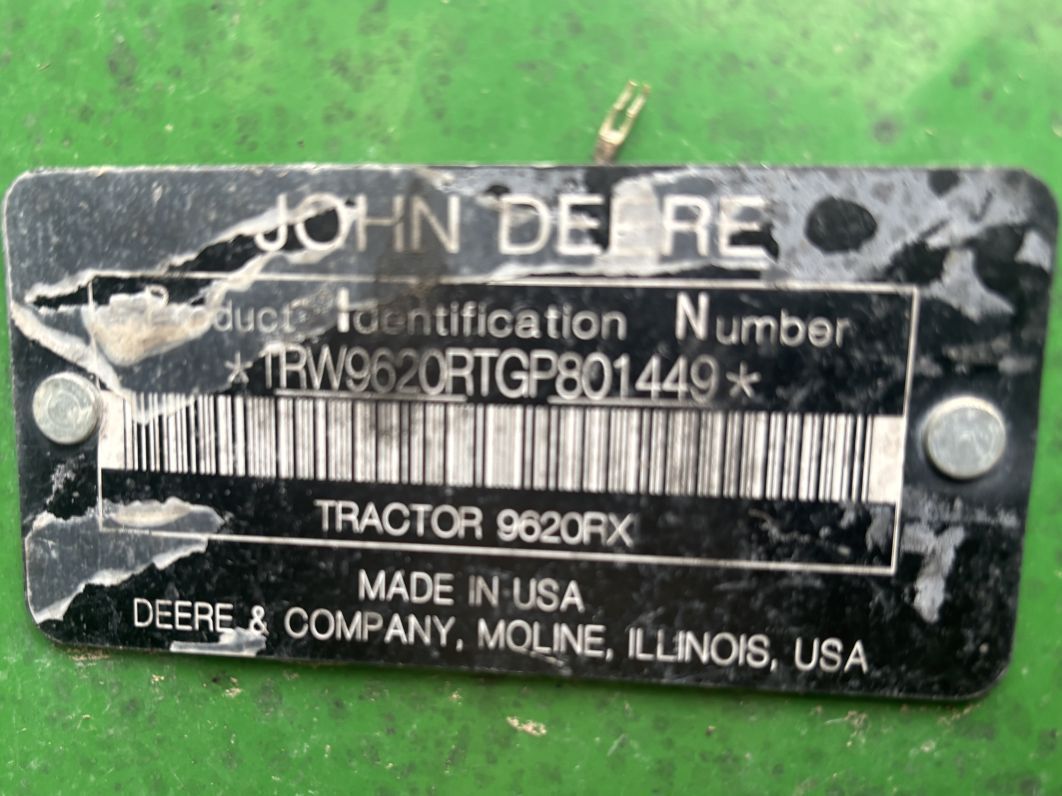 JOHN DEERE
Product Identification Number
*1RW9620RTGP801449*
TRACTOR 9620RX
MADE IN USA
DEERE & COMPANY, MOLINE, ILLINOIS, USA